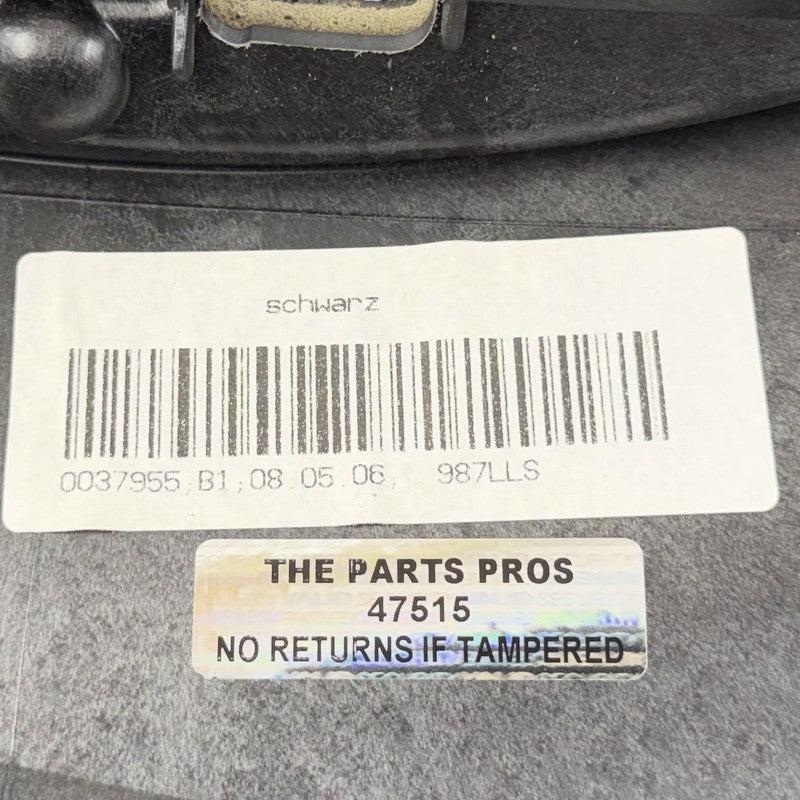 schwarz
0037955;B1;08.05.06; 987LLS
THE PARTS PROS
47515
NO RETURNS IF TAMPERED